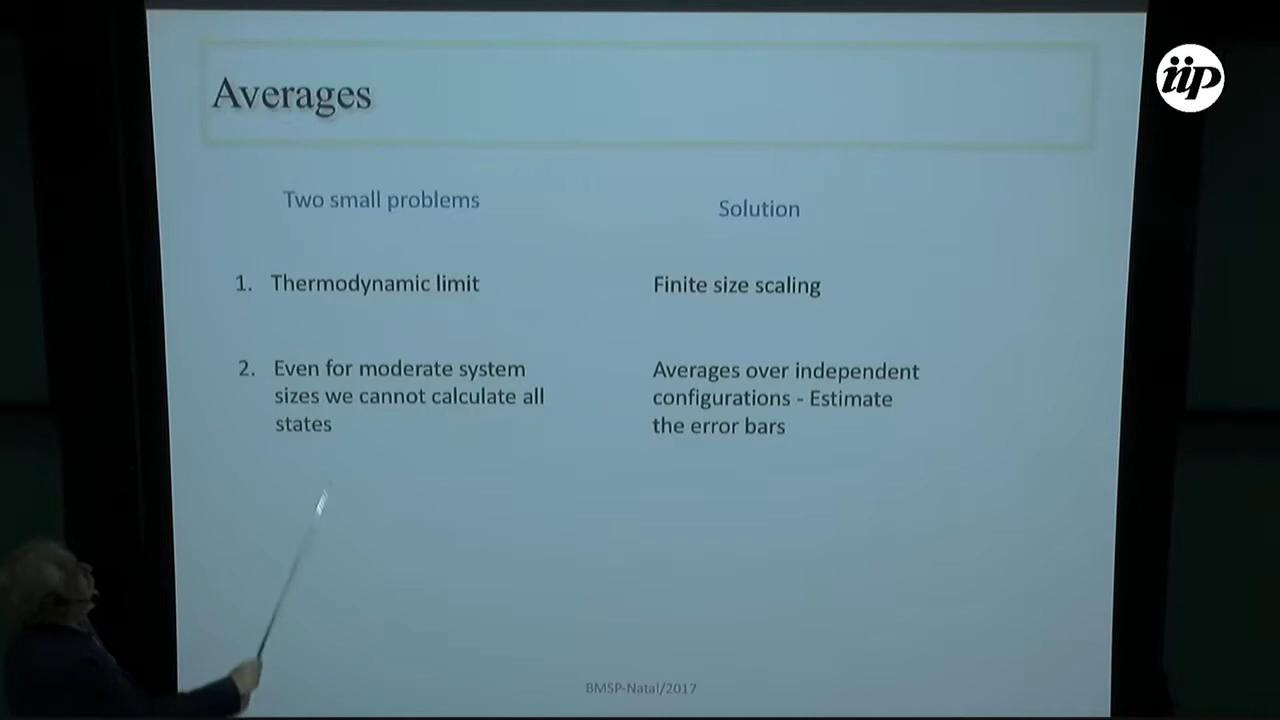 iip
Averages
Two small problems
Solution
1. Thermodynamic limit
Finite size scaling
2. Even for moderate system
sizes we cannot calculate all
states
Averages over independent
configurations - Estimate
the error bars
BMSP-Natal/2017